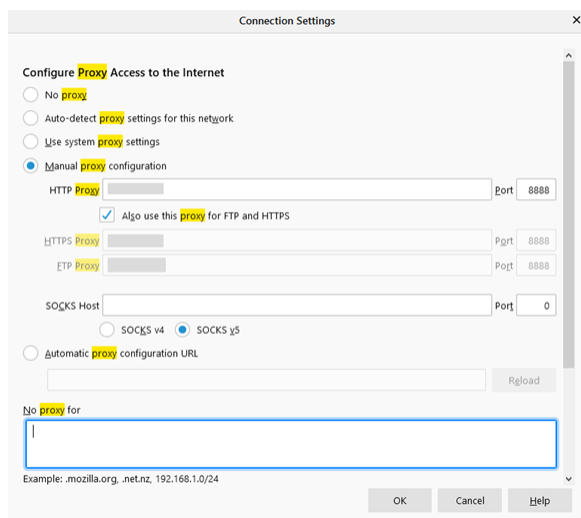 Connection Settings
Configure Proxy Access to the Internet
No proxy
Auto-detect proxy settings for this network
Use system proxy settings
Manual proxy configuration
HTTP Proxy Port 8888
Also use this proxy for FTP and HTTPS
HTTPS Proxy Port 8888
FTP Proxy Port 8888
SOCKS Host Port 0
SOCKS v4 SOCKS v5
Automatic proxy configuration URL
Reload
No proxy for
Example: .mozilla.org, .net.nz, 192.168.1.0/24
OK Cancel Help